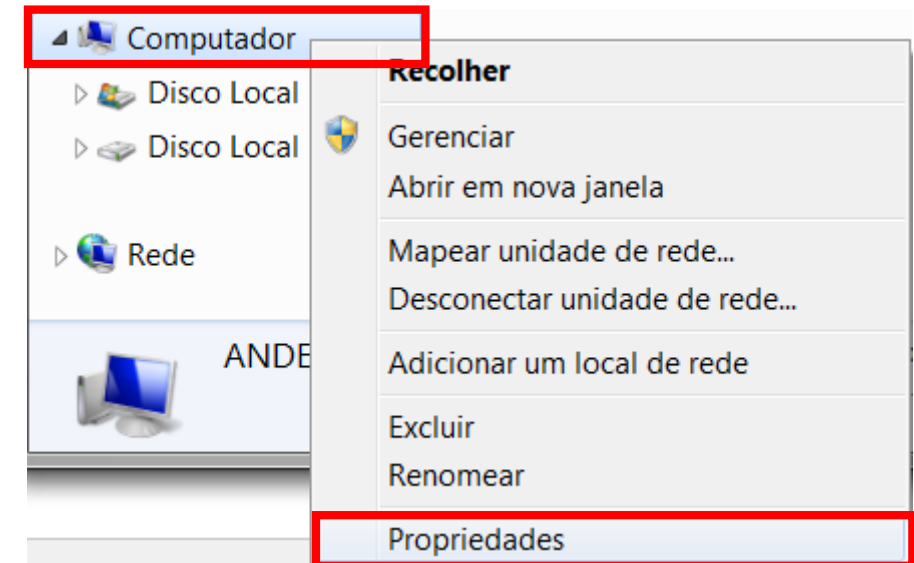 Computador
Disco Local
Disco Local
Rede
ANDE
Recolher
Gerenciar
Abrir em nova janela
Mapear unidade de rede...
Desconectar unidade de rede...
Adicionar um local de rede
Excluir
Renomear
Propriedades